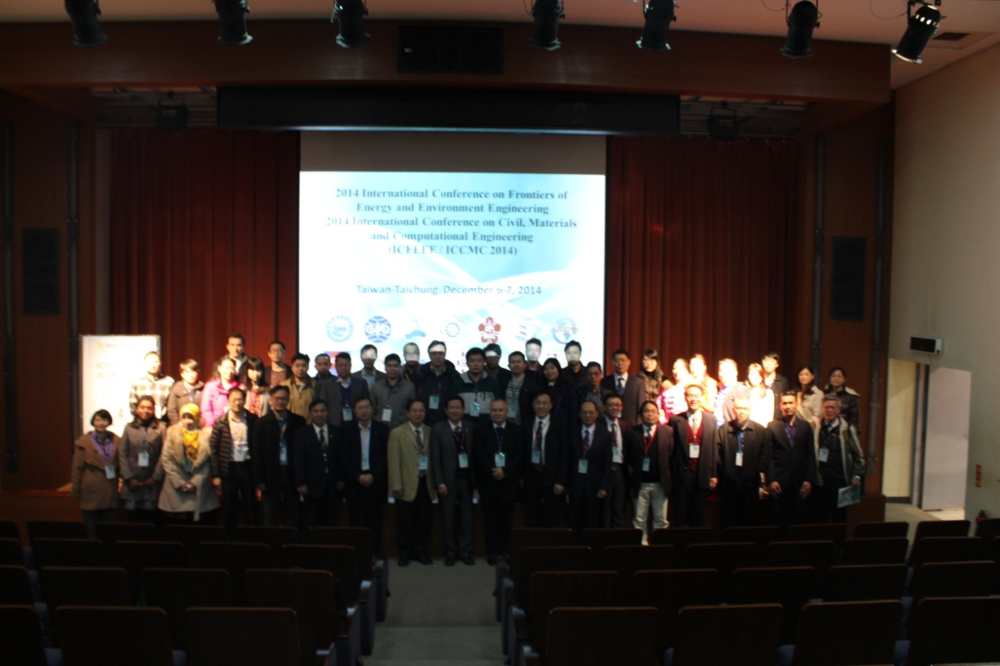 2014 International Conference on Frontiers of
Energy and Environment Engineering
2014 International Conference on Civil, Materials
and Computational Engineering
(ICFEEE / ICCMC 2014)
Taiwan-Taichung, December 6-7, 2014